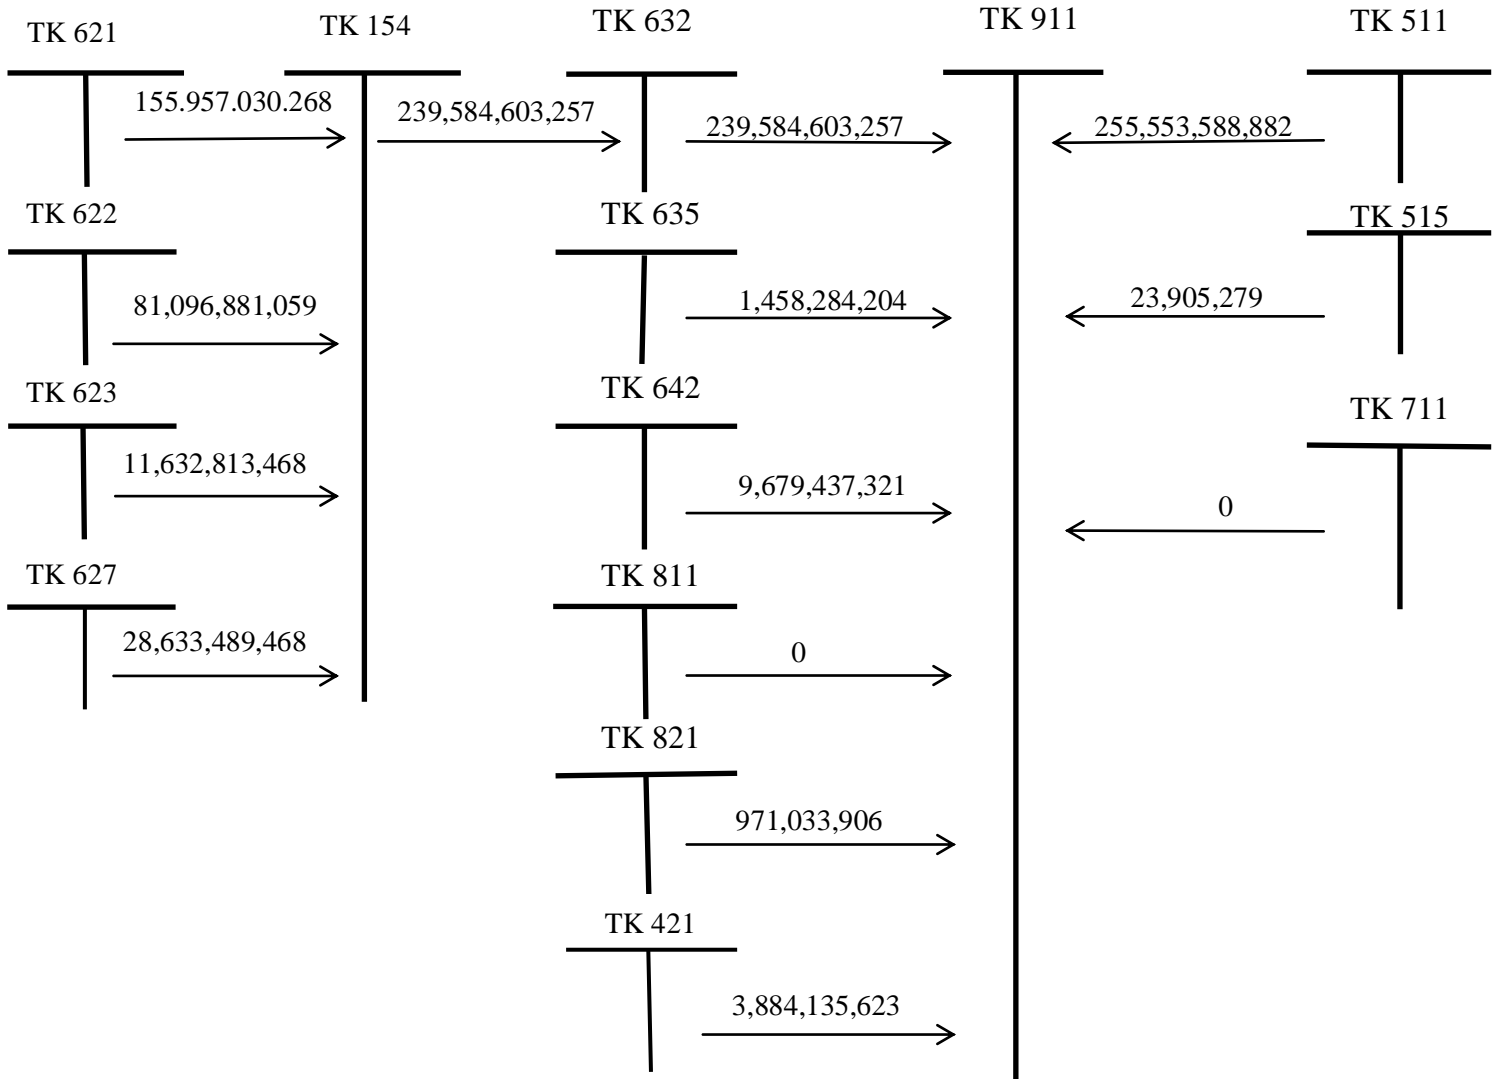 TK 621
TK 154
TK 632
TK 911
TK 511
155.957.030.268
239,584,603,257
239,584,603,257
255,553,588,882
TK 622
TK 635
TK 515
81,096,881,059
1,458,284,204
23,905,279
TK 623
TK 642
TK 711
11,632,813,468
9,679,437,321
0
TK 627
TK 811
28,633,489,468
0
TK 821
971,033,906
TK 421
3,884,135,623